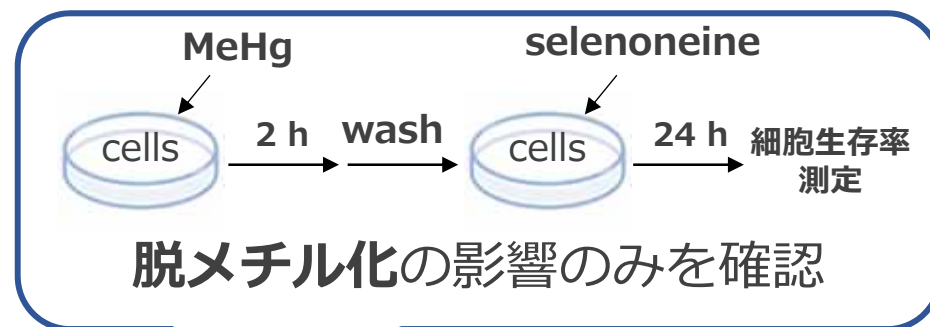 MeHg
selenoneine
cells
2 h
wash
cells
24 h
細胞生存率
測定
脱メチル化の影響のみを確認